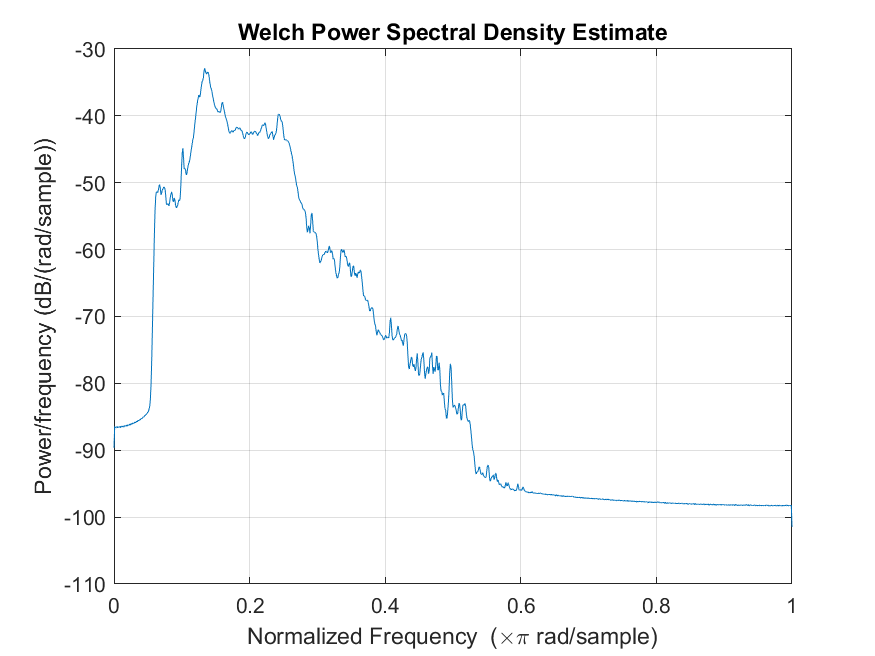 Welch Power Spectral Density Estimate
-30
-40
-50
-60
-70
-80
-90
-100
-110
Power/frequency (dB/(rad/sample))
0 0.2 0.4 0.6 0.8 1
Normalized Frequency (×π rad/sample)